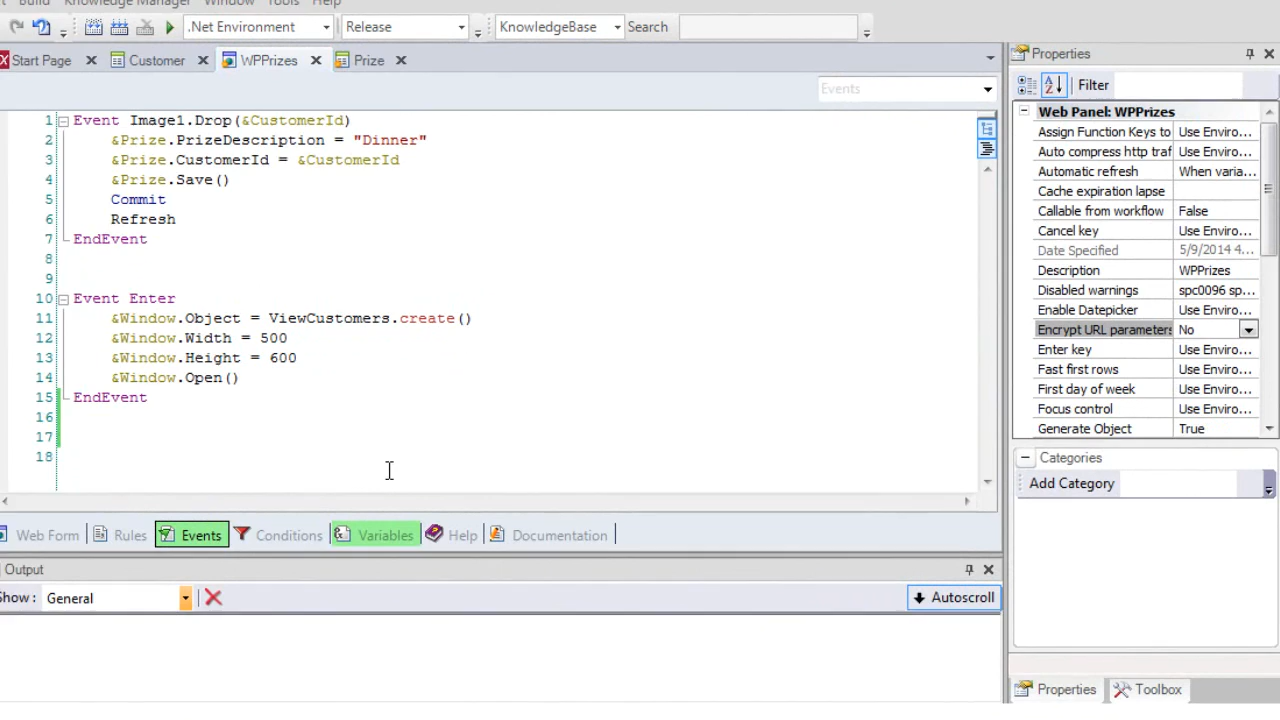 Build Knowledge Manager Window Tools Help
.Net Environment Release KnowledgeBase Search
Start Page Customer WPPrizes Prize
Events
1 Event Image1.Drop(&CustomerId)
2 &Prize.PrizeDescription = "Dinner"
3 &Prize.CustomerId = &CustomerId
4 &Prize.Save()
5 Commit
6 Refresh
7 EndEvent
8
9
10 Event Enter
11 &Window.Object = ViewCustomers.create()
12 &Window.Width = 500
13 &Window.Height = 600
14 &Window.Open()
15 EndEvent
16
17
18
Web Form Rules Events Conditions Variables Help Documentation
Output
Show: General Autoscroll
Properties
Filter
Web Panel: WPPrizes
Assign Function Keys to Use Enviro...
Auto compress http traf Use Enviro...
Automatic refresh When varia...
Cache expiration lapse
Callable from workflow False
Cancel key Use Enviro...
Date Specified 5/9/2014 4...
Description WPPrizes
Disabled warnings spc0096 sp...
Enable Datepicker Use Enviro...
Encrypt URL parameters No
Enter key Use Enviro...
Fast first rows Use Enviro...
First day of week Use Enviro...
Focus control Use Enviro...
Generate Object True
Categories
Add Category
Properties Toolbox